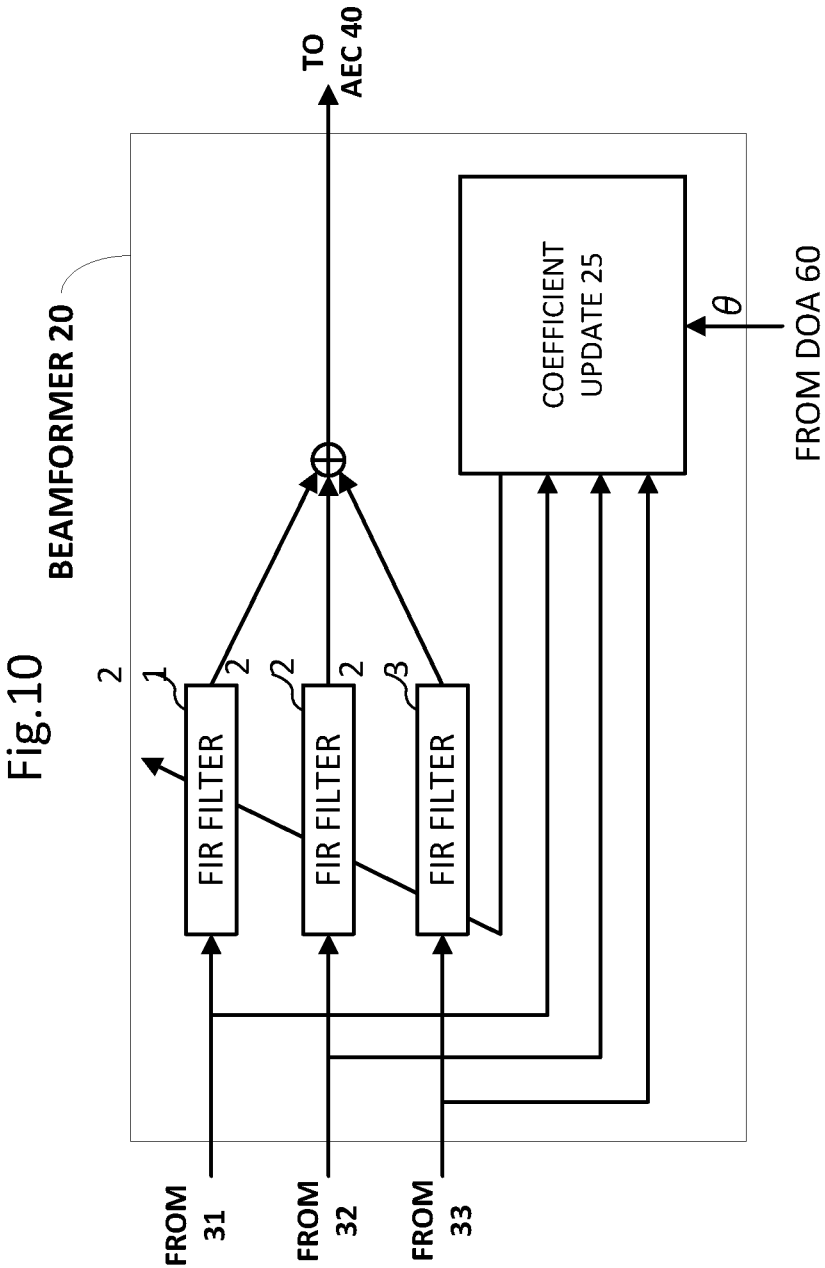 Fig.10
BEAMFORMER 20
2
1
FIR FILTER
2
2
FIR FILTER
2
3
FIR FILTER
FROM
31
FROM
32
FROM
33
TO
AEC 40
COEFFICIENT
UPDATE 25
θ
FROM DOA 60